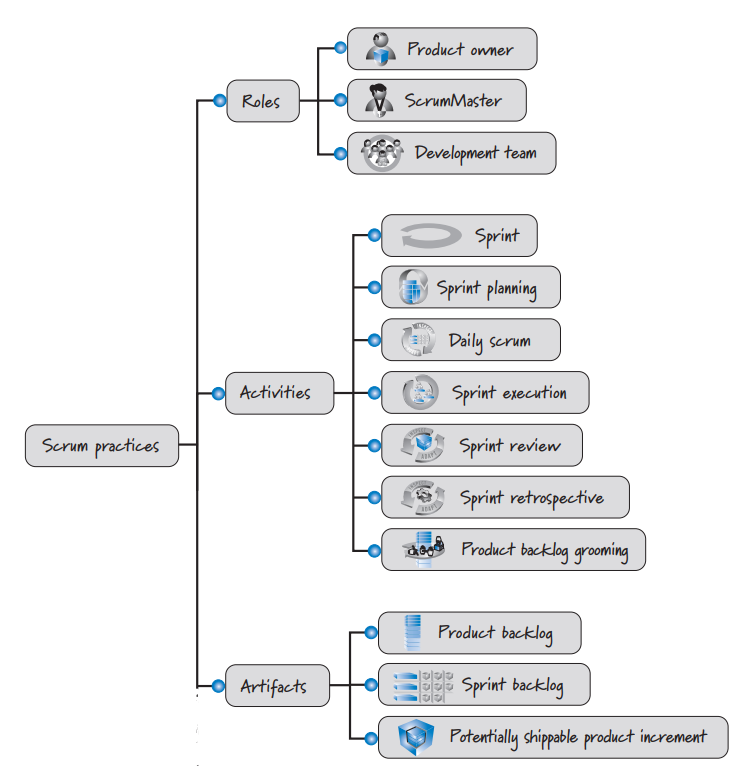 Product owner
Roles
ScrumMaster
Development team
Sprint
Sprint planning
Daily scrum
Activities
Sprint execution
Scrum practices
Sprint review
Sprint retrospective
Product backlog grooming
Product backlog
Artifacts
Sprint backlog
Potentially shippable product increment